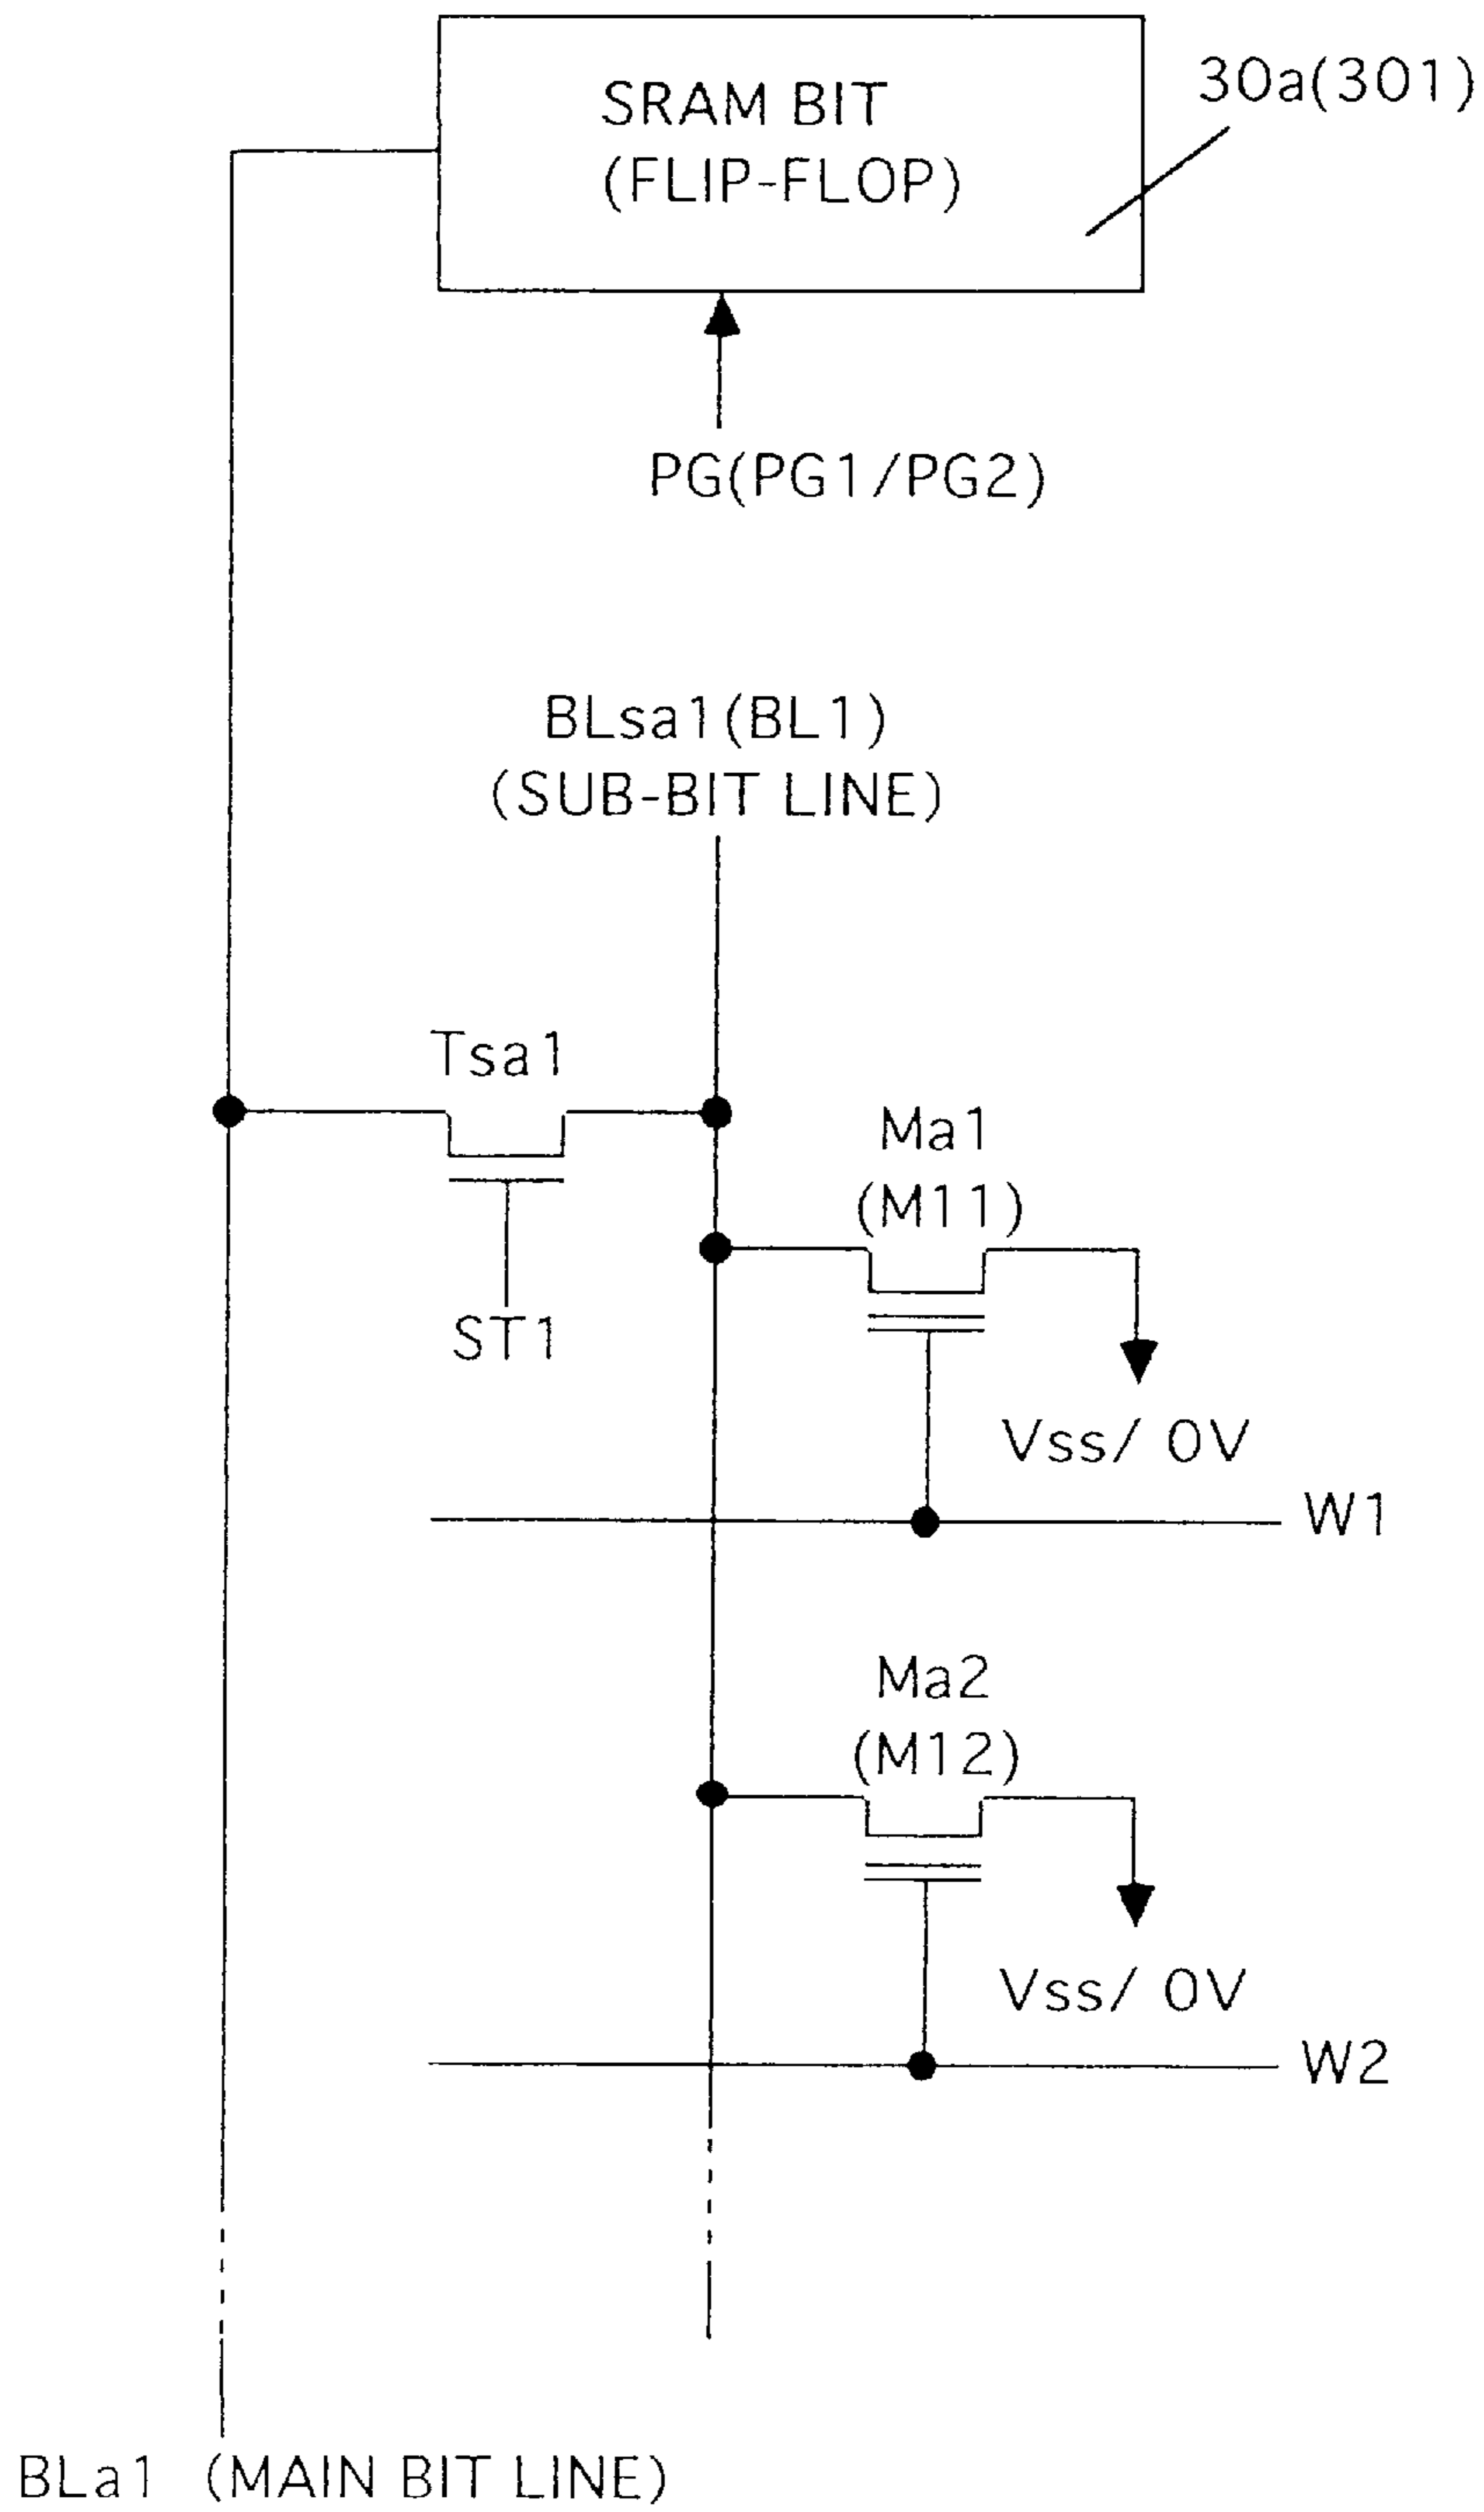 SRAM BIT
(FLIP-FLOP)
30a(301)
PG(PG1/PG2)
BLsa1(BL1)
(SUB-BIT LINE)
Tsa1
Ma1
(M11)
ST1
Vss/ 0V
W1
Ma2
(M12)
Vss/ 0V
W2
BLa1 (MAIN BIT LINE)